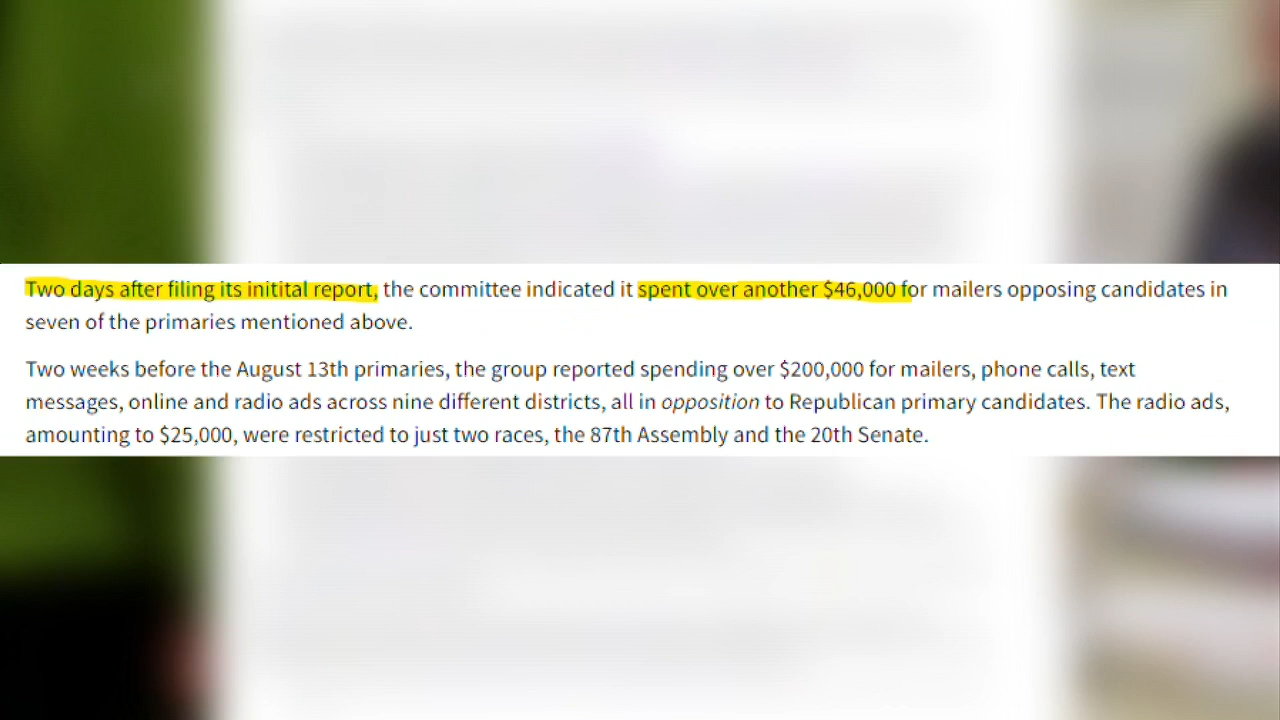 Two days after filing its initital report, the committee indicated it spent over another $46,000 for mailers opposing candidates in
seven of the primaries mentioned above.
Two weeks before the August 13th primaries, the group reported spending over $200,000 for mailers, phone calls, text
messages, online and radio ads across nine different districts, all in opposition to Republican primary candidates. The radio ads,
amounting to $25,000, were restricted to just two races, the 87th Assembly and the 20th Senate.